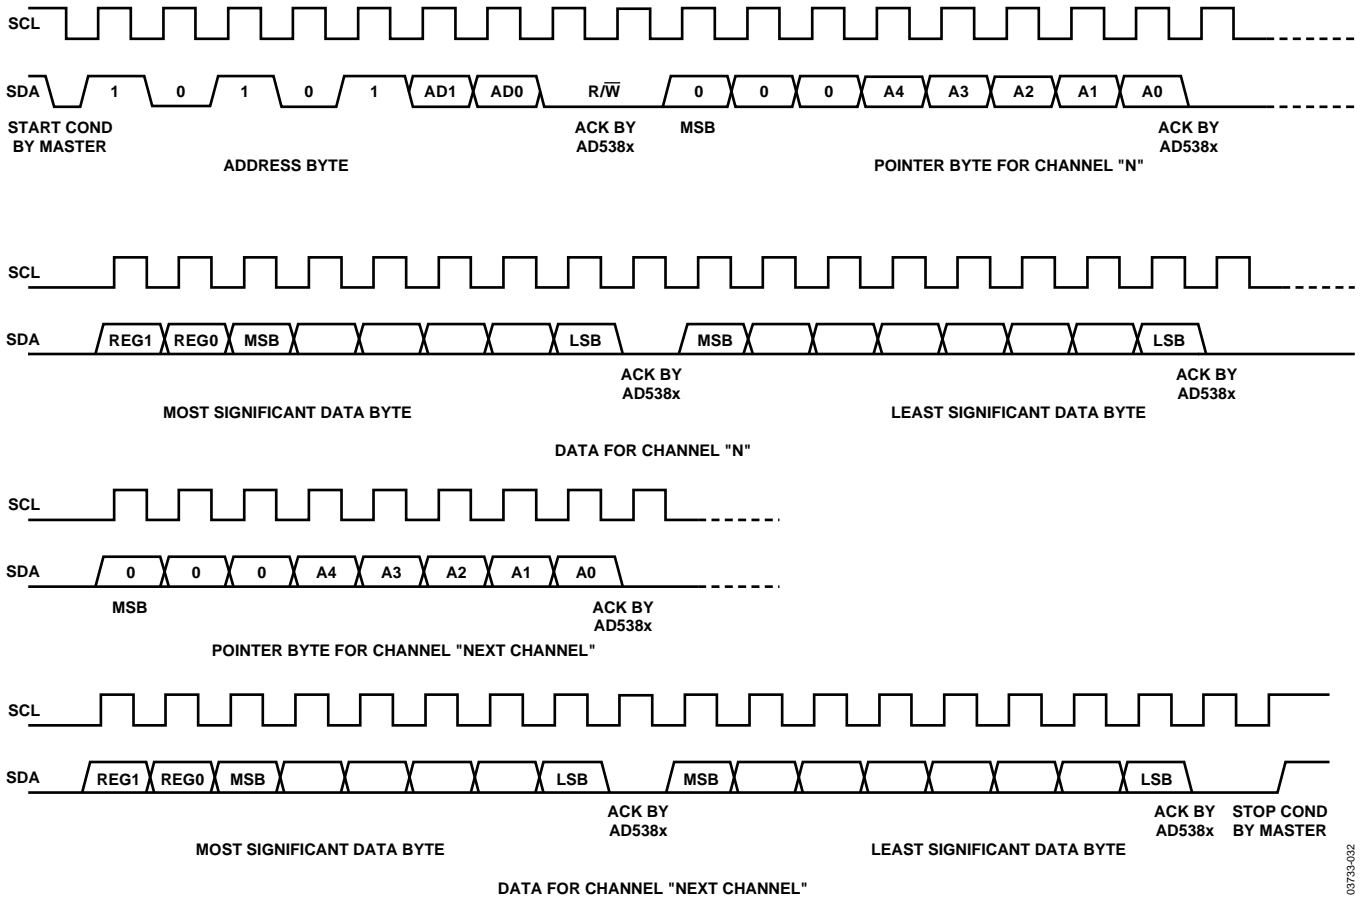 SCL
SDA 1 0 1 0 1 AD1 AD0 R/W̅ 0 0 0 A4 A3 A2 A1 A0
START COND BY MASTER ACK BY AD538x MSB ACK BY AD538x
ADDRESS BYTE POINTER BYTE FOR CHANNEL "N"
SCL
SDA REG1 REG0 MSB LSB MSB LSB
ACK BY AD538x ACK BY AD538x
MOST SIGNIFICANT DATA BYTE LEAST SIGNIFICANT DATA BYTE
DATA FOR CHANNEL "N"
SCL
SDA 0 0 0 A4 A3 A2 A1 A0
MSB ACK BY AD538x
POINTER BYTE FOR CHANNEL "NEXT CHANNEL"
SCL
SDA REG1 REG0 MSB LSB MSB LSB
ACK BY AD538x ACK BY AD538x STOP COND BY MASTER
MOST SIGNIFICANT DATA BYTE LEAST SIGNIFICANT DATA BYTE
DATA FOR CHANNEL "NEXT CHANNEL"
03733-032